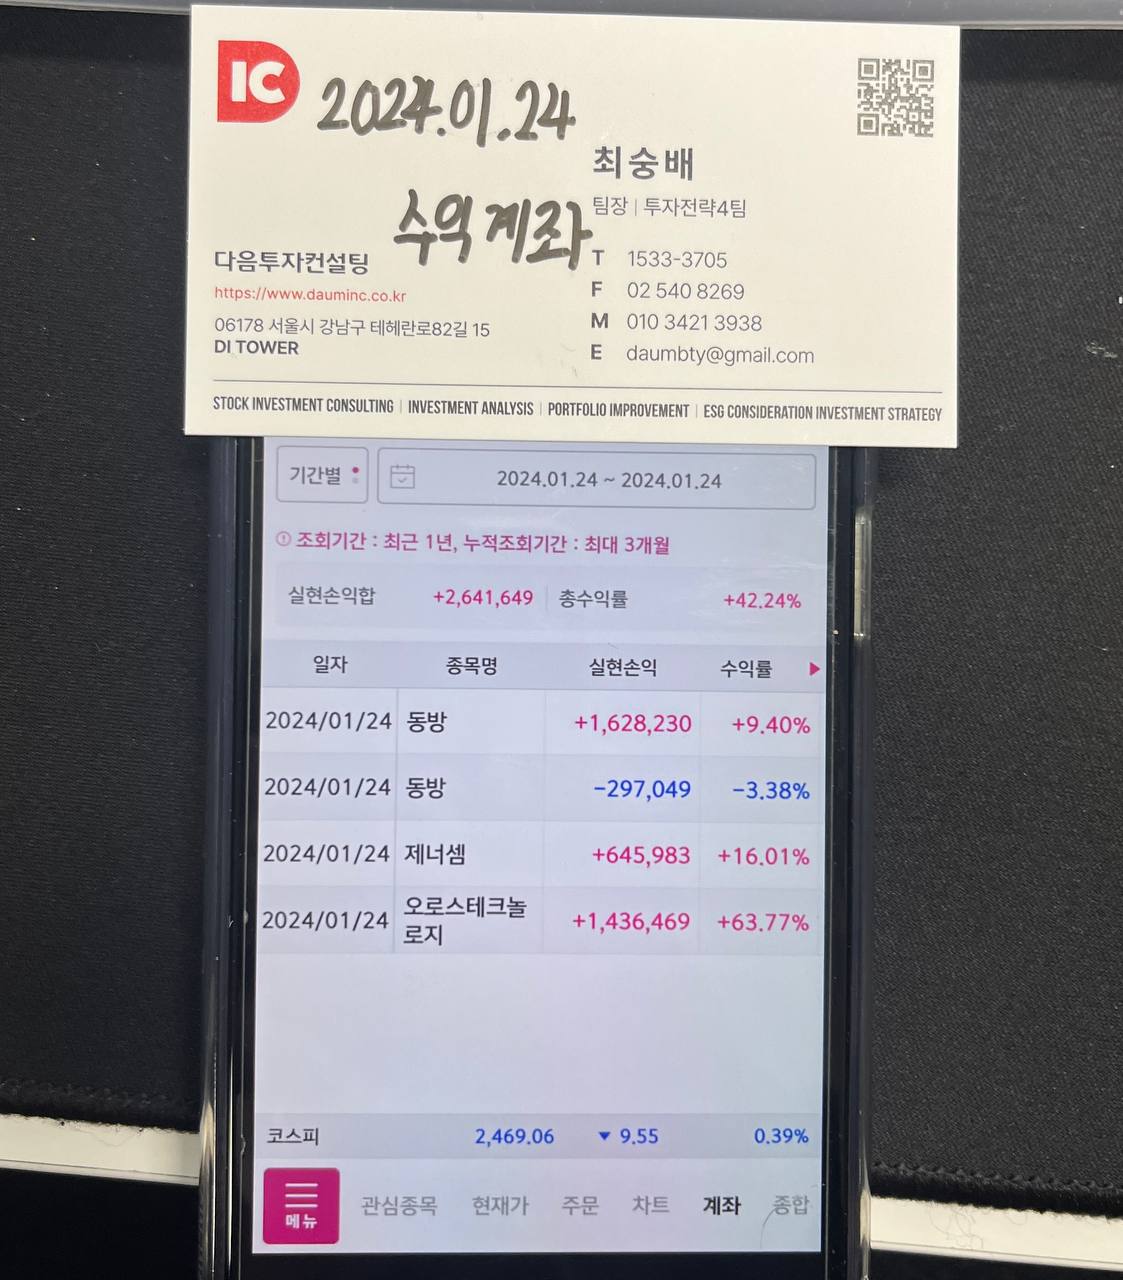 IC
2024.01.24
수익계좌
최숭배
팀장 | 투자전략4팀
다음투자컨설팅
https://www.dauminc.co.kr
06178 서울시 강남구 테헤란로82길 15
DI TOWER
T 1533-3705
F 02 540 8269
M 010 3421 3938
E daumbty@gmail.com
STOCK INVESTMENT CONSULTING | INVESTMENT ANALYSIS | PORTFOLIO IMPROVEMENT | ESG CONSIDERATION INVESTMENT STRATEGY
기간별 2024.01.24 ~ 2024.01.24
조회기간 : 최근 1년, 누적조회기간 : 최대 3개월
실현손익합 +2,641,649 총수익률 +42.24%
일자 종목명 실현손익 수익률
2024/01/24 동방 +1,628,230 +9.40%
2024/01/24 동방 -297,049 -3.38%
2024/01/24 제너셈 +645,983 +16.01%
2024/01/24 오로스테크놀
로지 +1,436,469 +63.77%
코스피 2,469.06 ▼ 9.55 0.39%
메뉴 관심종목 현재가 주문 차트 계좌 종합